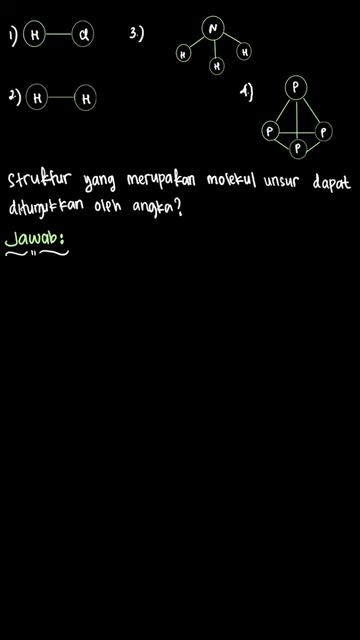 1) H Cl 3.) N H H H
2.) H H 4.) P P P P
Struktur yang merupakan molekul unsur dapat
ditunjukkan oleh angka?
Jawab: